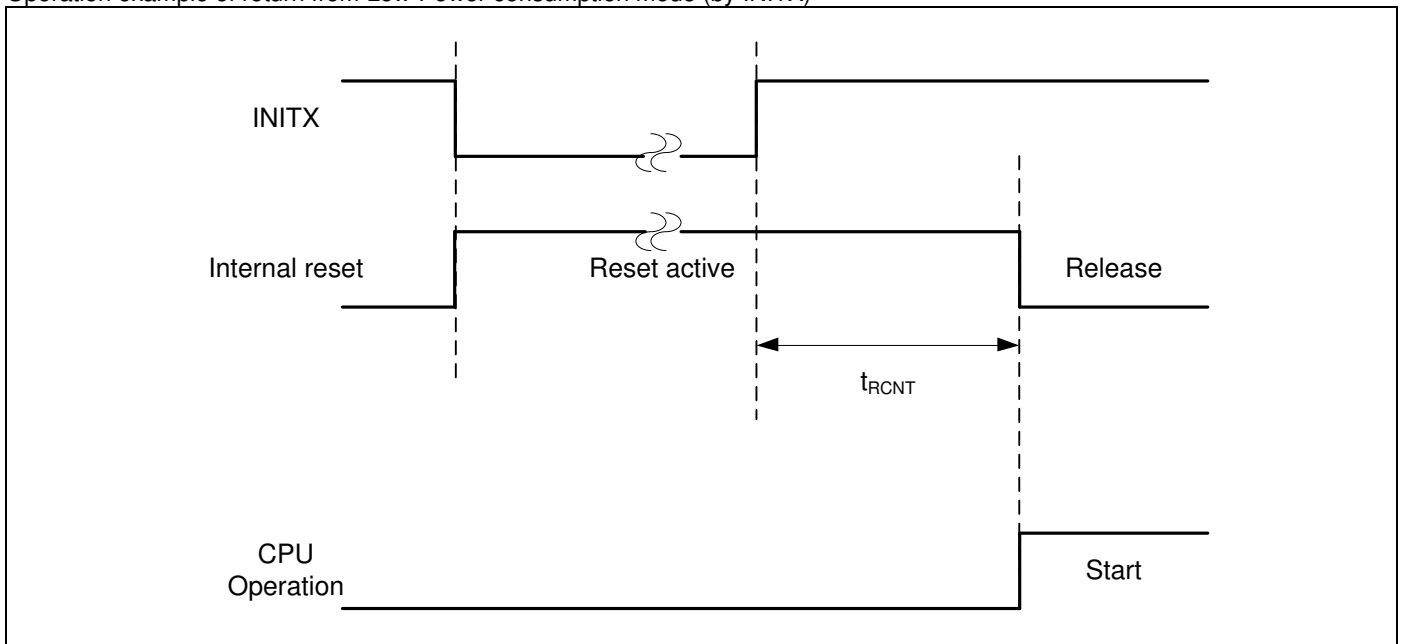 Operation example of return from Low-Power consumption mode (by INITX)
INITX
Internal reset
Reset active
Release
tRCNT
CPU
Operation
Start